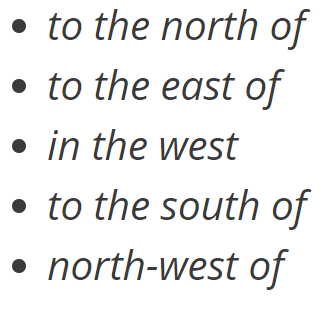 • to the north of
• to the east of
• in the west
• to the south of
• north-west of